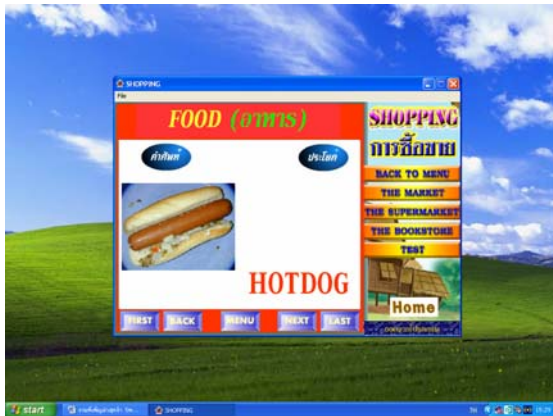 SHOPPING
File
FOOD (อาหาร)
คำศัพท์
ประโยค
HOTDOG
FIRST
BACK
MENU
NEXT
LAST
SHOPPING
การซื้อขาย
BACK TO MENU
THE MARKET
THE SUPERMARKET
THE BOOKSTORE
TEST
Home
start
SHOPPING